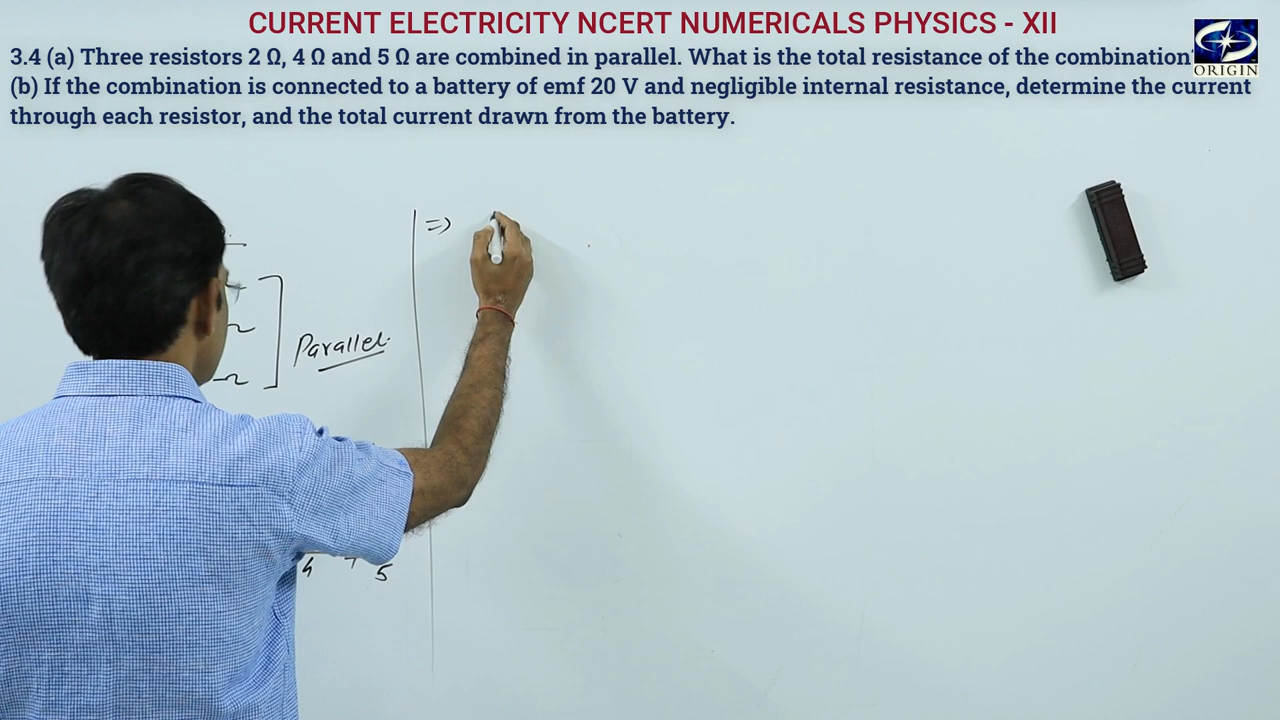 CURRENT ELECTRICITY NCERT NUMERICALS PHYSICS - XII
3.4 (a) Three resistors 2 Ω, 4 Ω and 5 Ω are combined in parallel. What is the total resistance of the combination
(b) If the combination is connected to a battery of emf 20 V and negligible internal resistance, determine the current
through each resistor, and the total current drawn from the battery.
ORIGIN
=>
Parallel.
4 + 5